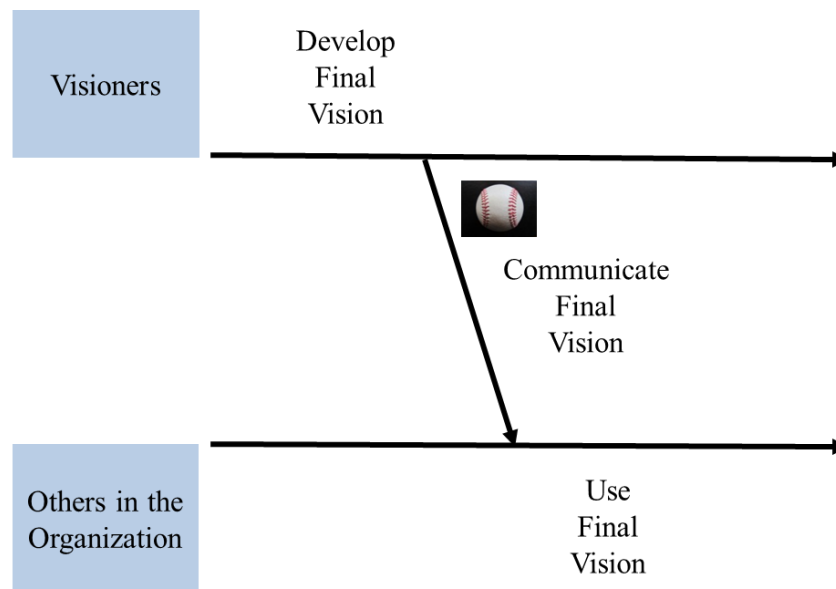 Visioners
Develop
Final
Vision
Communicate
Final
Vision
Others in the
Organization
Use
Final
Vision